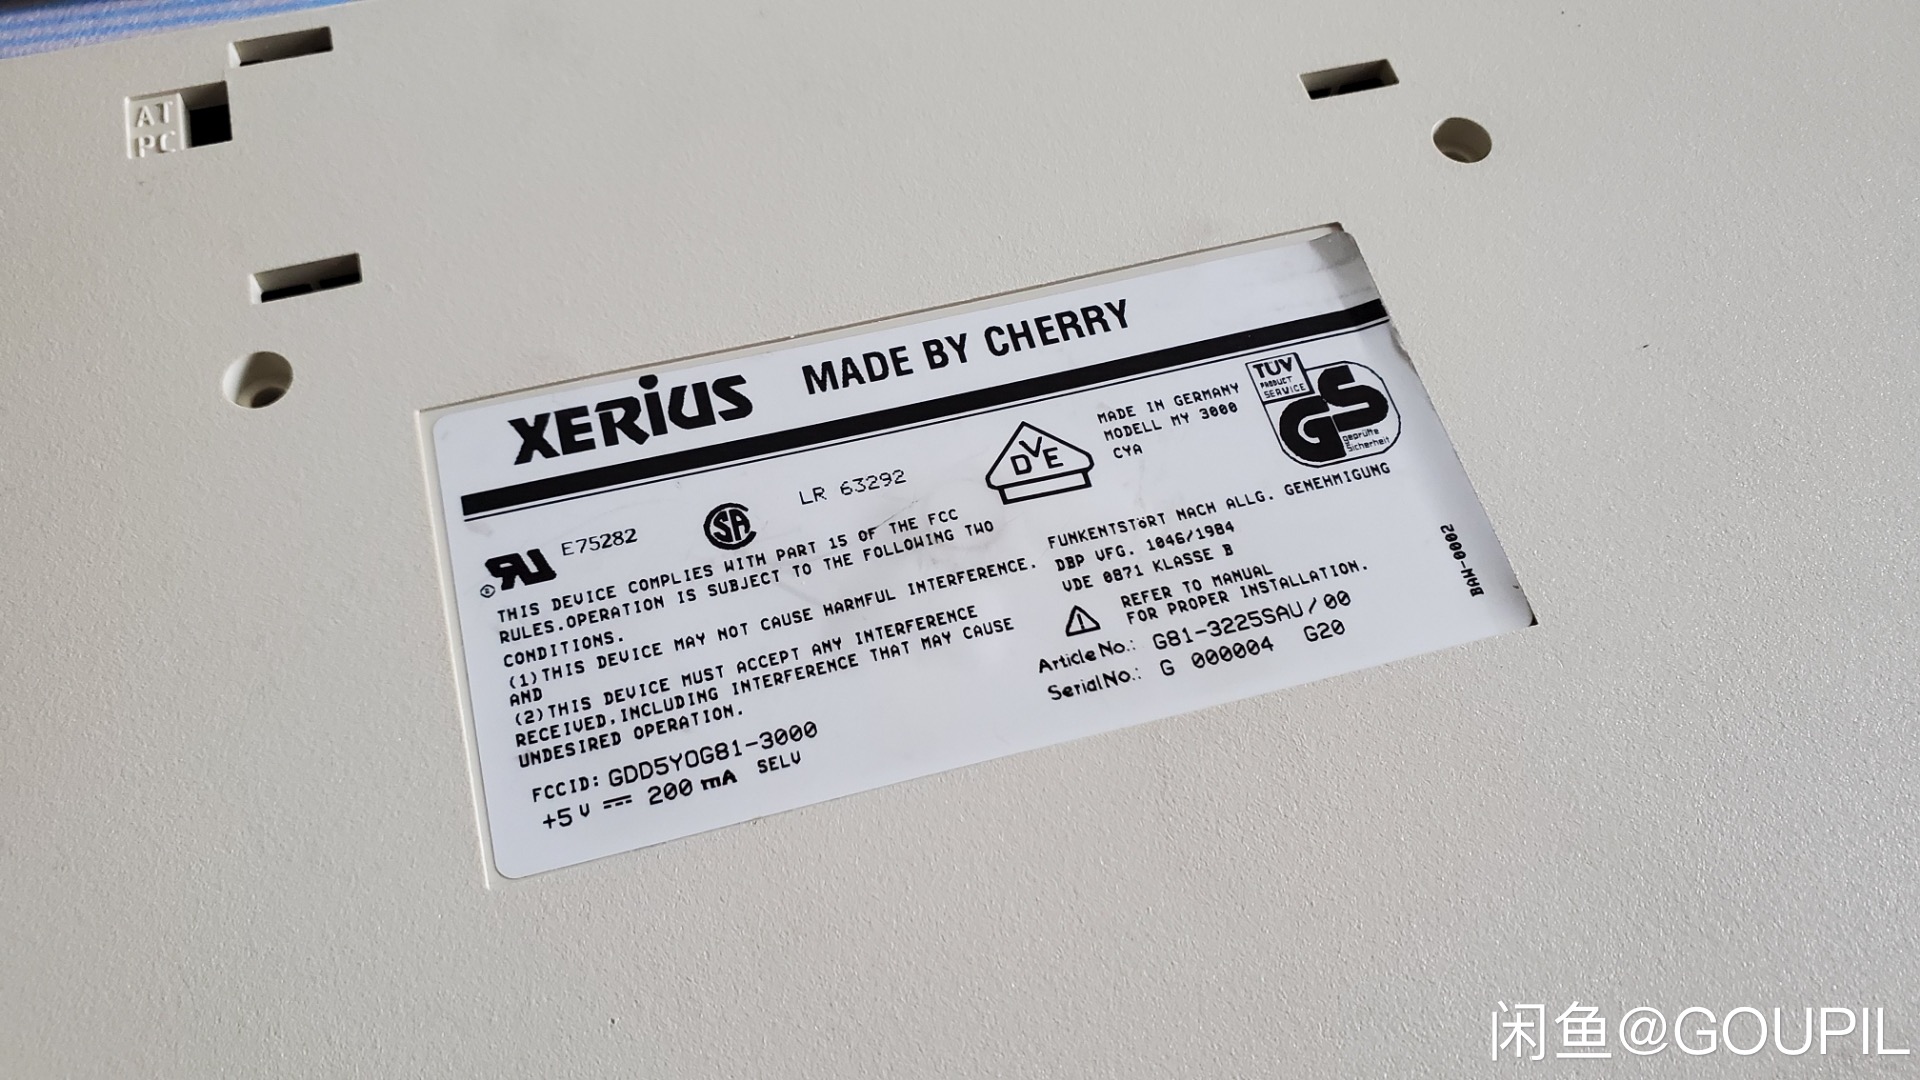 AT
PC
XERiUS MADE BY CHERRY
E75282
LR 63292
THIS DEVICE COMPLIES WITH PART 15 OF THE FCC
RULES.OPERATION IS SUBJECT TO THE FOLLOWING TWO
CONDITIONS.
(1)THIS DEVICE MAY NOT CAUSE HARMFUL INTERFERENCE.
AND
(2)THIS DEVICE MUST ACCEPT ANY INTERFERENCE
RECEIVED,INCLUDING INTERFERENCE THAT MAY CAUSE
UNDESIRED OPERATION.
FCCID: GDD5YOG81-3000
+5 V ⎓ 200 mA SELV
DVE
MADE IN GERMANY
MODELL MY 3000
CYA
TÜV
PRODUCT
SERVICE
GS
geprüfte
Sicherheit
FUNKENTSTöRT NACH ALLG. GENEHMIGUNG
DBP VFG. 1046/1984
VDE 0871 KLASSE B
REFER TO MANUAL
FOR PROPER INSTALLATION.
Article No.: G81-3225SAU/00
Serial No.: G 000004 G20
BAW-0002
闲鱼@GOUPIL